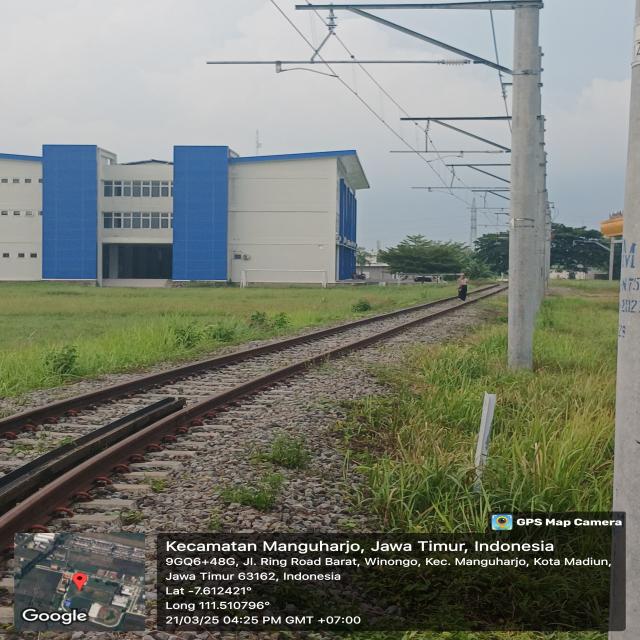 GPS Map Camera
Kecamatan Manguharjo, Jawa Timur, Indonesia
9GQ6+48G, Jl. Ring Road Barat, Winongo, Kec. Manguharjo, Kota Madiun,
Jawa Timur 63162, Indonesia
Lat -7.612421°
Long 111.510796°
21/03/25 04:25 PM GMT +07:00
Google